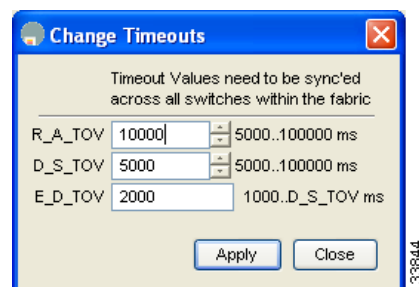 Change Timeouts
Timeout Values need to be sync'ed
across all switches within the fabric
R_A_TOV 10000 5000..100000 ms
D_S_TOV 5000 5000..100000 ms
E_D_TOV 2000 1000..D_S_TOV ms
Apply Close
33844